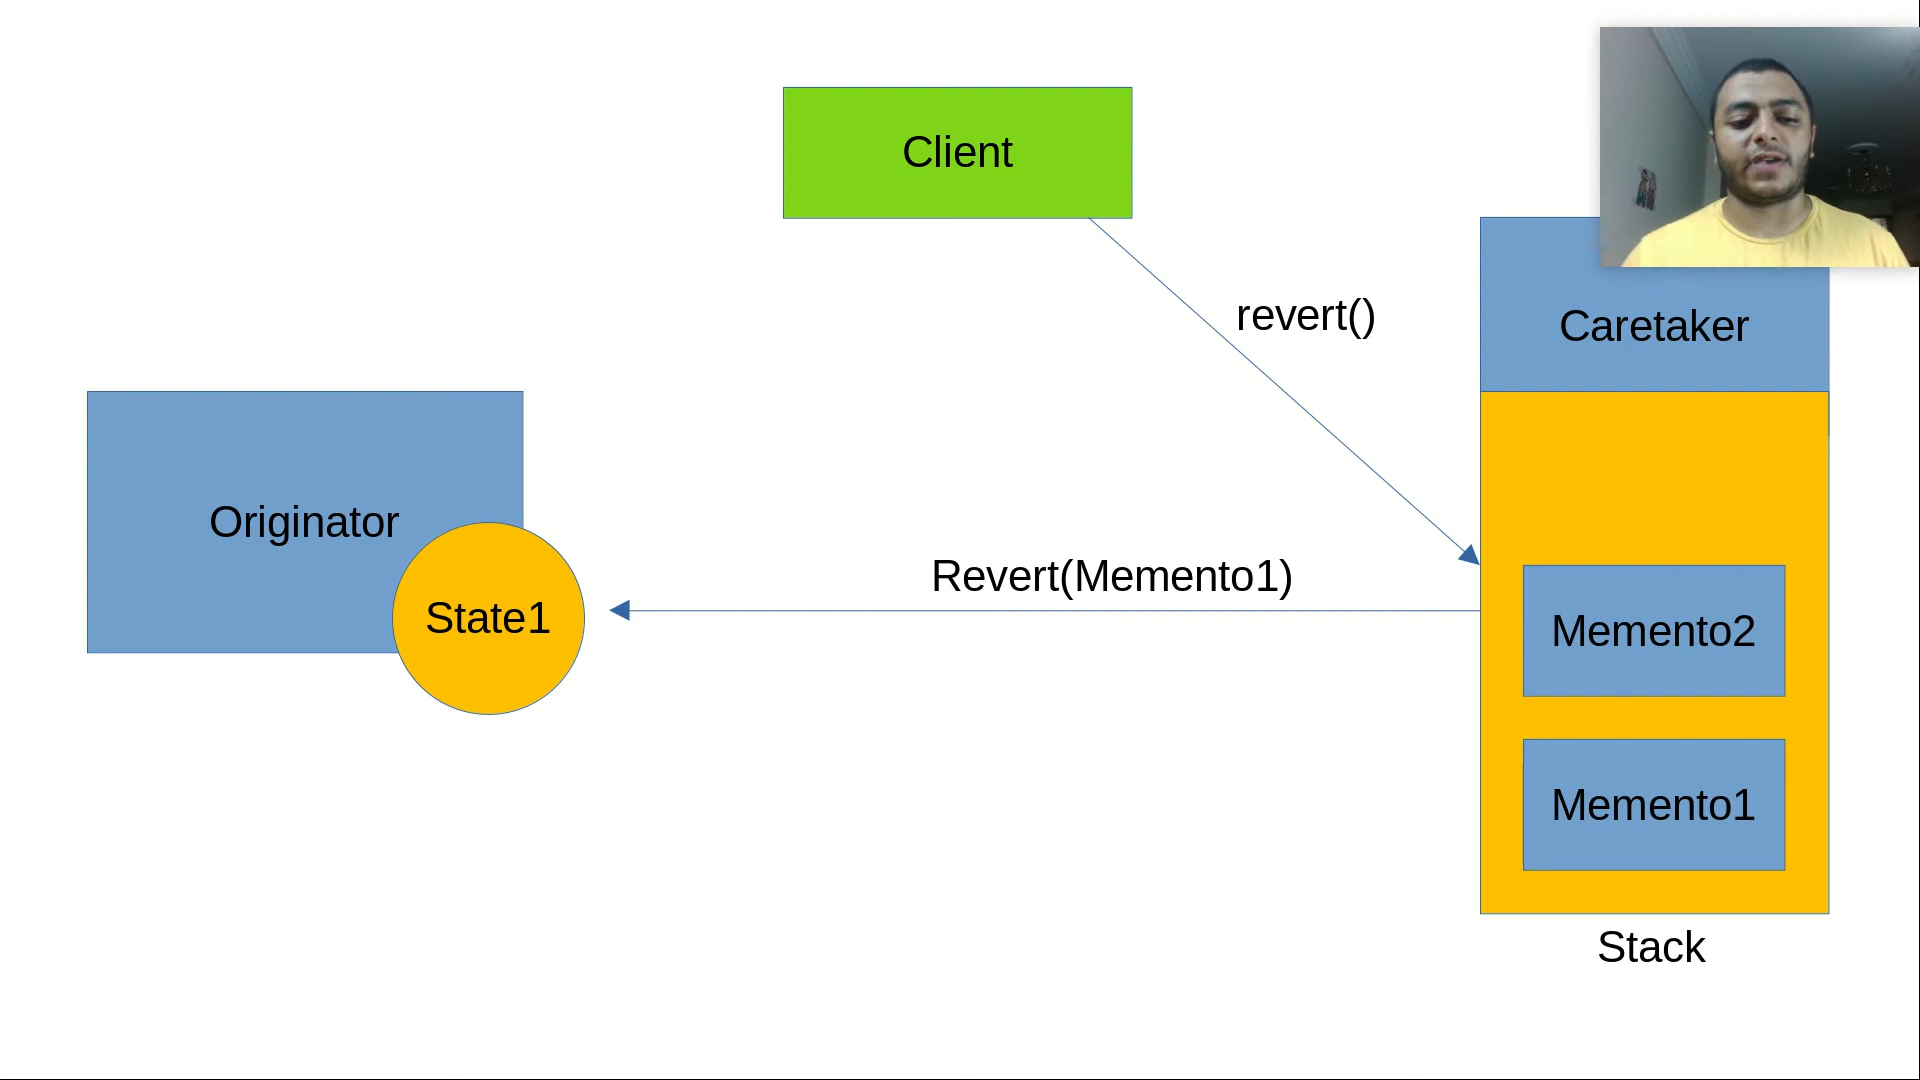 Client
revert()
Caretaker
Originator
State1
Revert(Memento1)
Memento2
Memento1
Stack